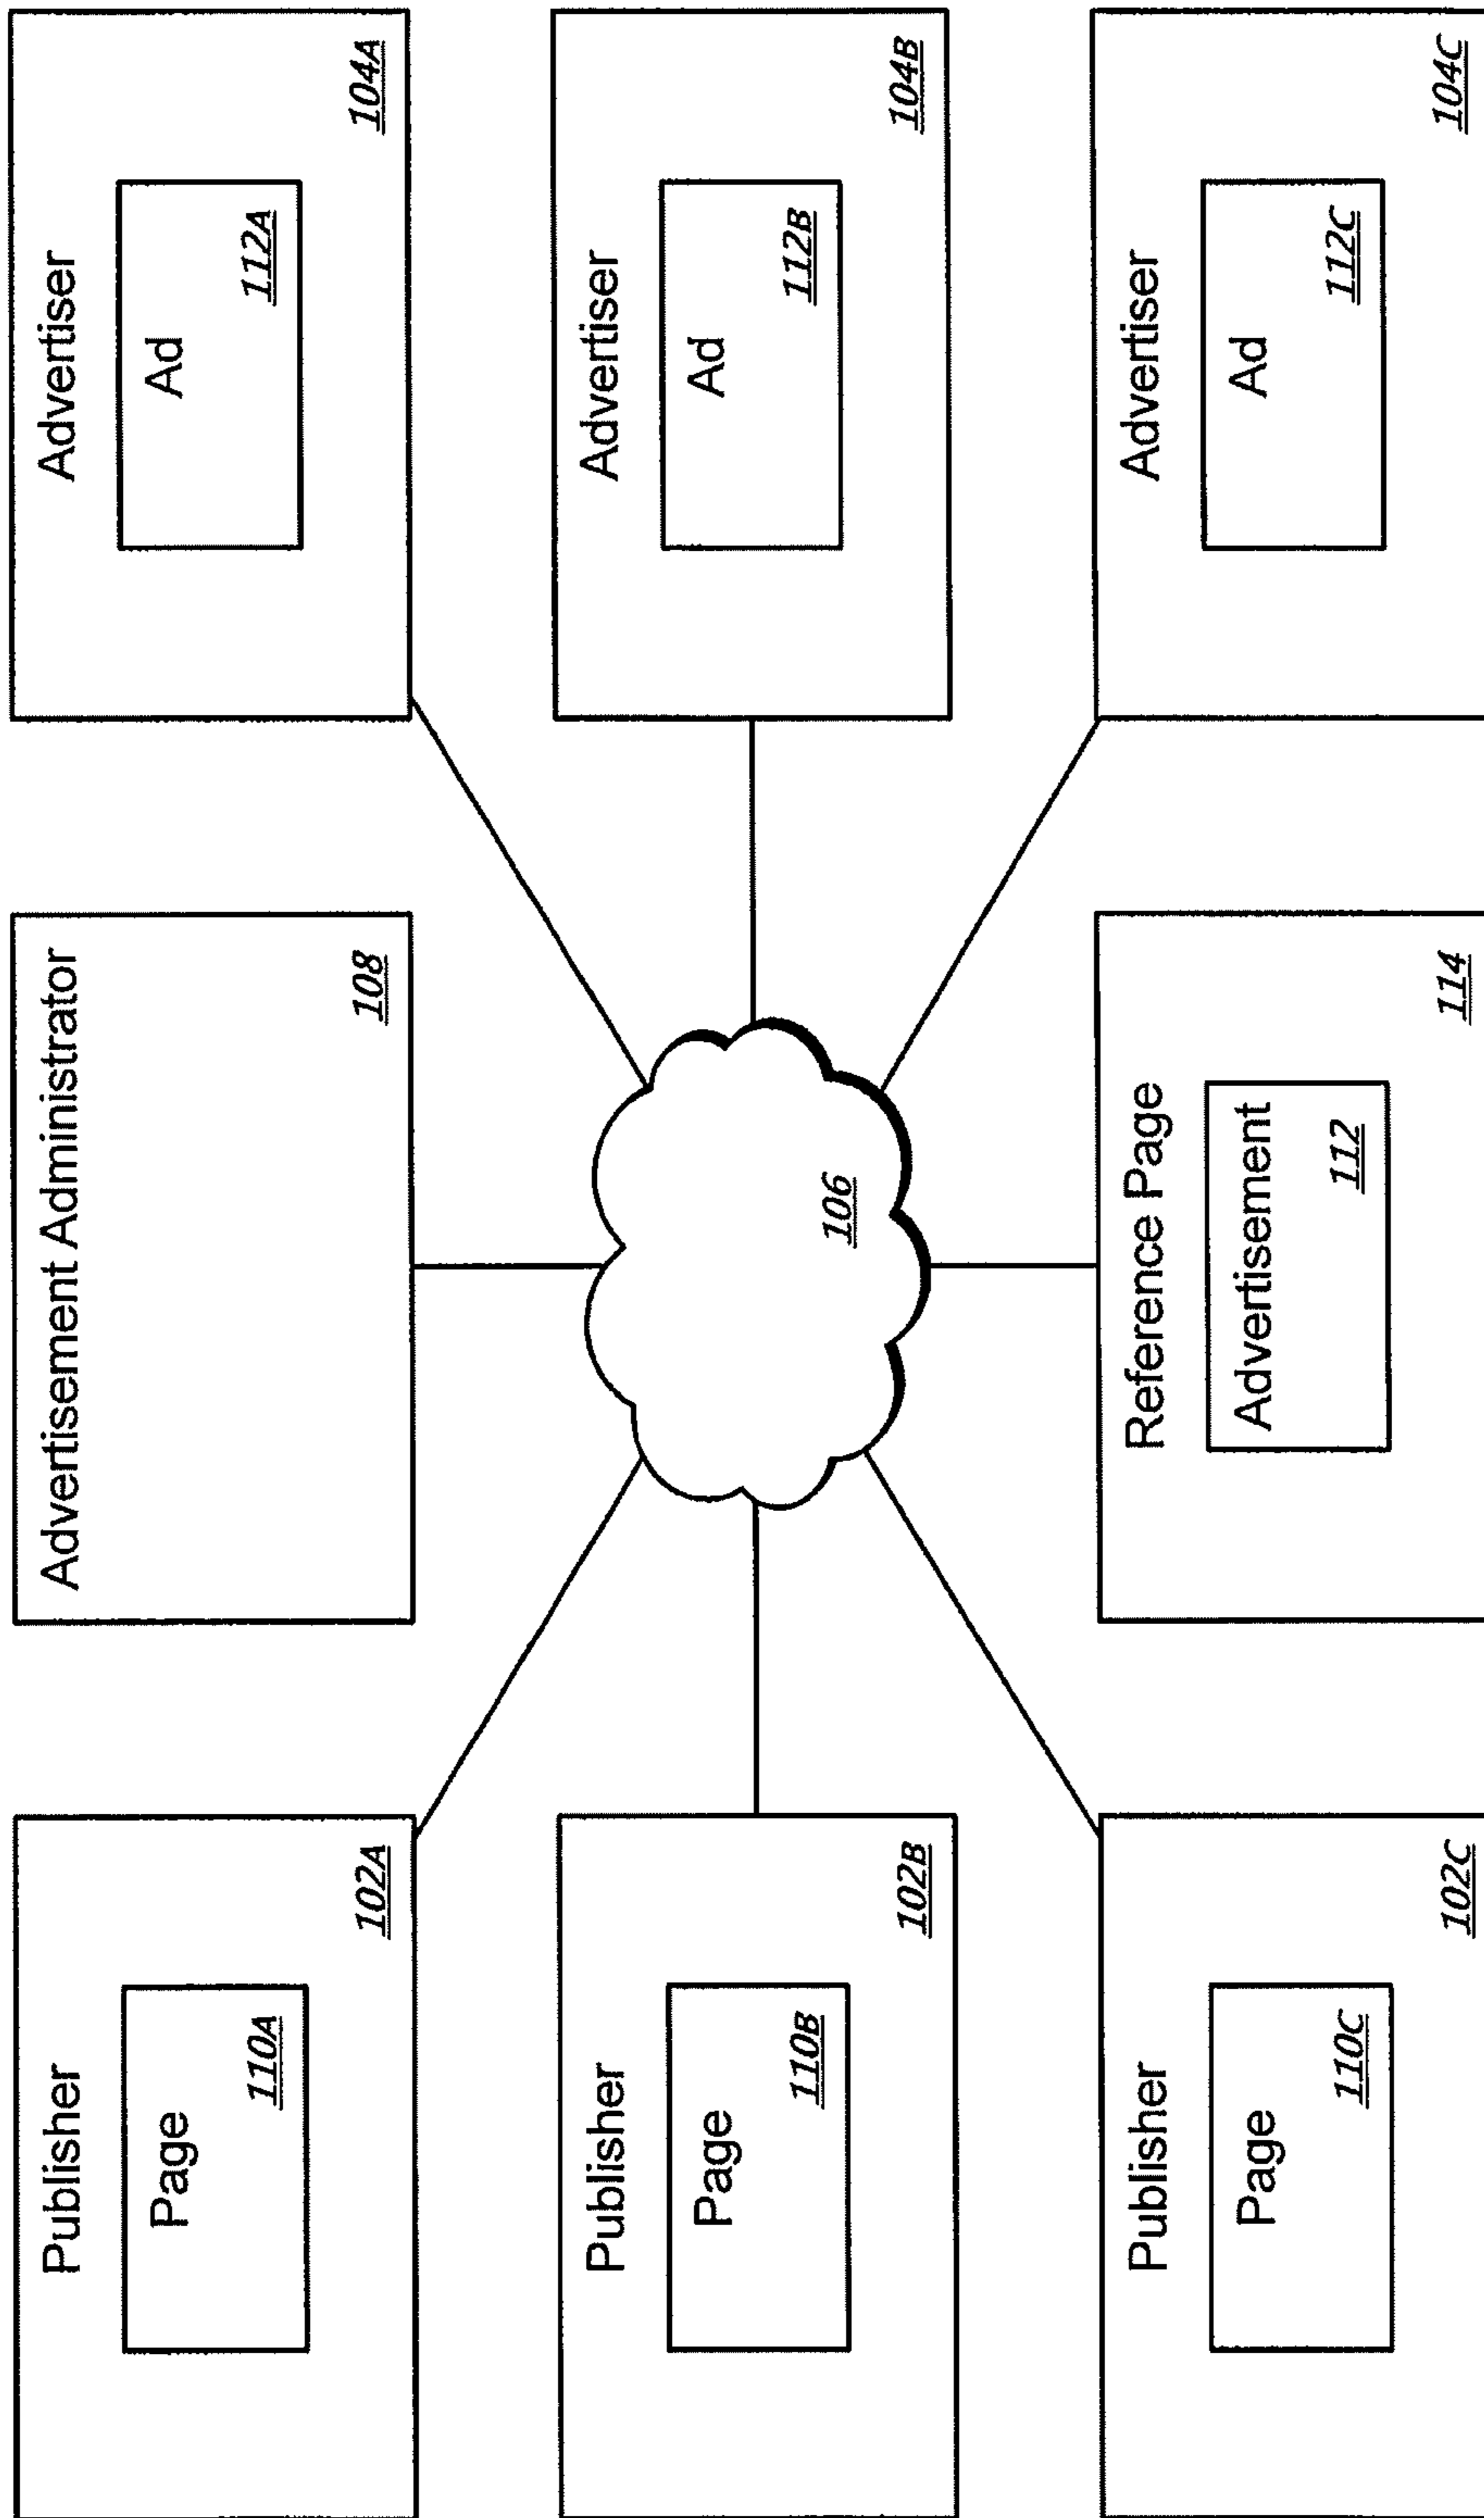 Publisher
Page
110A
102A
Publisher
Page
110B
102B
Publisher
Page
110C
102C
Advertisement Administrator
108
106
Reference Page
Advertisement
112
114
Advertiser
Ad
112A
104A
Advertiser
Ad
112B
104B
Advertiser
Ad
112C
104C